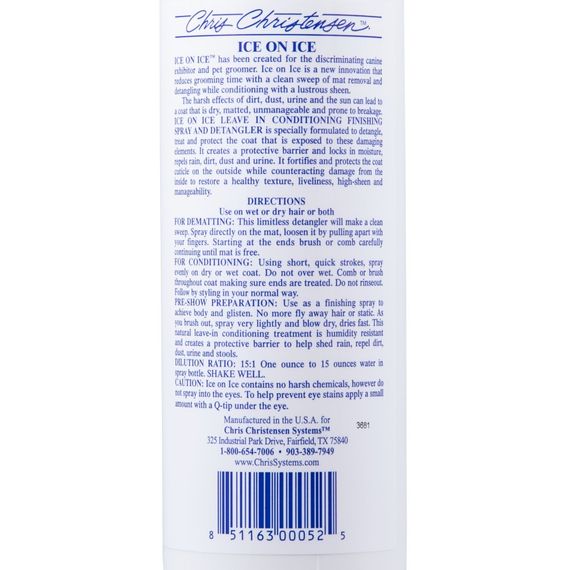 Chris Christensen™.
ICE ON ICE
ICE ON ICE™ has been created for the discriminating canine
exhibitor and pet groomer. Ice on Ice is a new innovation that
reduces grooming time with a clean sweep of mat removal and
detangling while conditioning with a lustrous sheen.
The harsh effects of dirt, dust, urine and the sun can lead to
a coat that is dry, matted, unmanageable and prone to breakage.
ICE ON ICE LEAVE IN CONDITIONING FINISHING
SPRAY AND DETANGLER is specially formulated to detangle,
treat and protect the coat that is exposed to these damaging
elements. It creates a protective barrier and locks in moisture,
repels rain, dirt, dust and urine. It fortifies and protects the coat
cuticle on the outside while counteracting damage from the
inside to restore a healthy texture, liveliness, high-sheen and
manageability.
DIRECTIONS
Use on wet or dry hair or both
FOR DEMATTING: This limitless detangler will make a clean
sweep. Spray directly on the mat, loosen it by pulling apart with
your fingers. Starting at the ends brush or comb carefully
continuing until mat is free.
FOR CONDITIONING: Using short, quick strokes, spray
evenly on dry or wet coat. Do not over wet. Comb or brush
throughout coat making sure ends are treated. Do not rinseout.
Follow by styling in your normal way.
PRE-SHOW PREPARATION: Use as a finishing spray to
achieve body and glisten. No more fly away hair or static. As
you brush out, spray very lightly and blow dry, dries fast. This
natural leave-in conditioning treatment is humidity resistant
and creates a protective barrier to help shed rain, repel dirt,
dust, urine and stools.
DILUTION RATIO: 15:1 One ounce to 15 ounces water in
spray bottle. SHAKE WELL.
CAUTION: Ice on Ice contains no harsh chemicals, however do
not spray into the eyes. To help prevent eye stains apply a small
amount with a Q-tip under the eye.
Manufactured in the U.S.A. for
Chris Christensen Systems™
3681
325 Industrial Park Drive, Fairfield, TX 75840
1-800-654-7006 • 903-389-7949
www.ChrisSystems.com
8 51163 00052 5